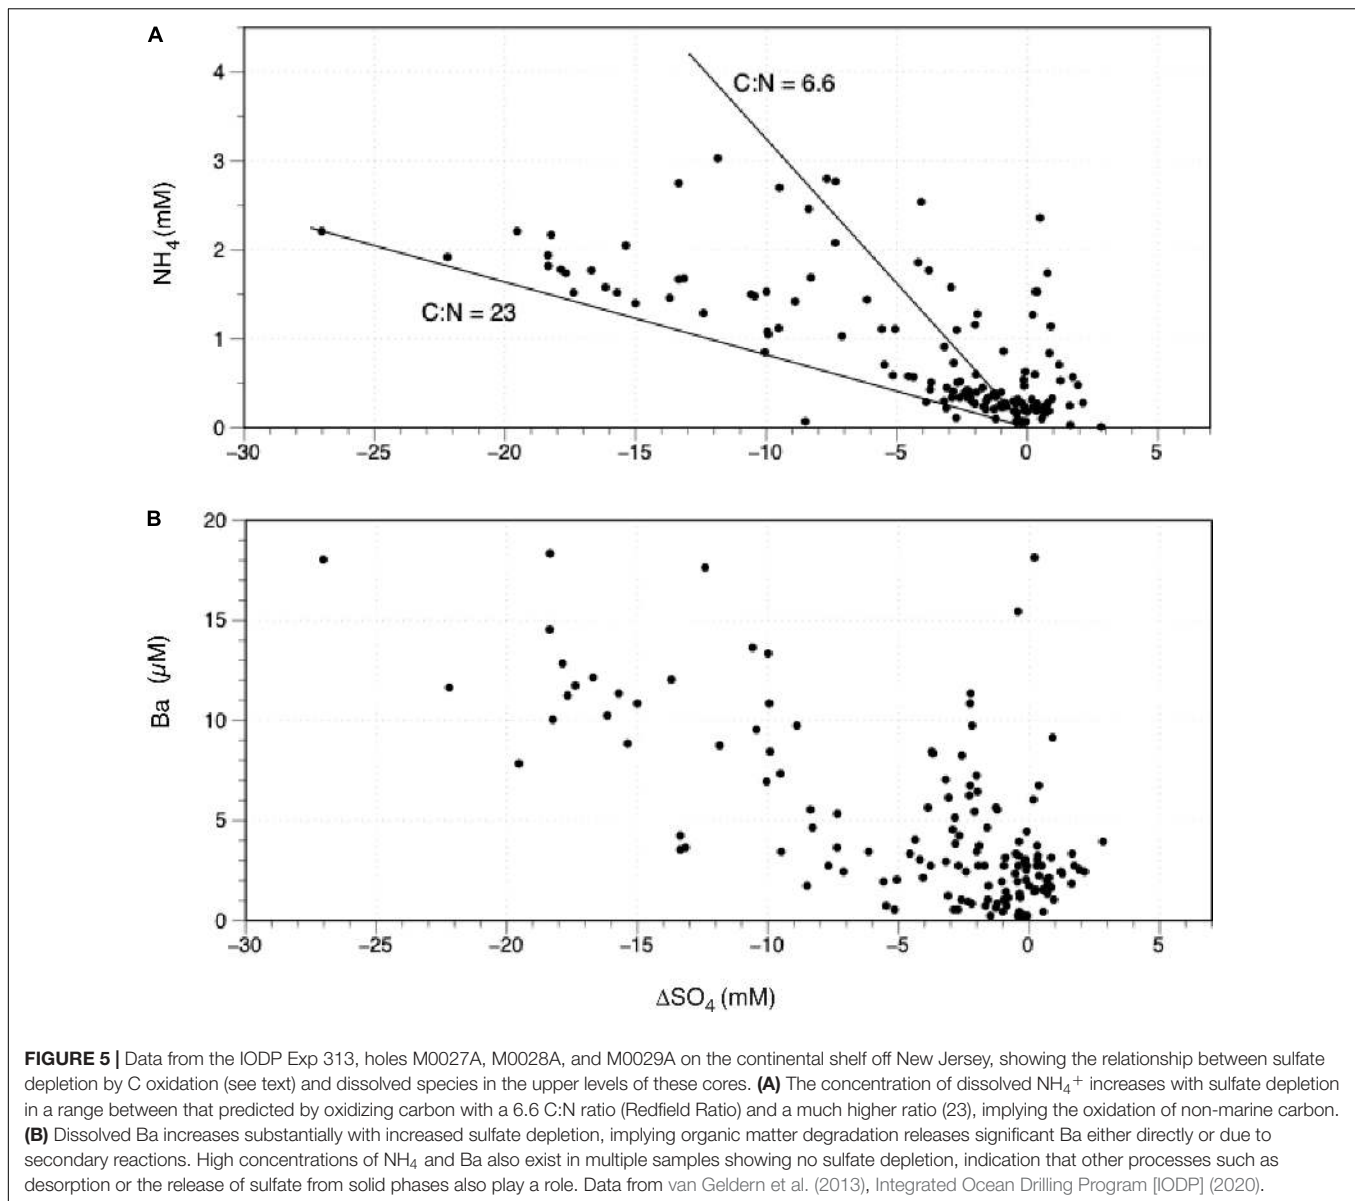 A
4
3
2
1
0
NH4 (mM)
C:N = 6.6
C:N = 23
−30 −25 −20 −15 −10 −5 0 5
B
20
15
10
5
0
Ba (µM)
−30 −25 −20 −15 −10 −5 0 5
ΔSO4 (mM)
FIGURE 5 | Data from the IODP Exp 313, holes M0027A, M0028A, and M0029A on the continental shelf off New Jersey, showing the relationship between sulfate
depletion by C oxidation (see text) and dissolved species in the upper levels of these cores. (A) The concentration of dissolved NH4+ increases with sulfate depletion
in a range between that predicted by oxidizing carbon with a 6.6 C:N ratio (Redfield Ratio) and a much higher ratio (23), implying the oxidation of non-marine carbon.
(B) Dissolved Ba increases substantially with increased sulfate depletion, implying organic matter degradation releases significant Ba either directly or due to
secondary reactions. High concentrations of NH4 and Ba also exist in multiple samples showing no sulfate depletion, indication that other processes such as
desorption or the release of sulfate from solid phases also play a role. Data from van Geldern et al. (2013), Integrated Ocean Drilling Program [IODP] (2020).